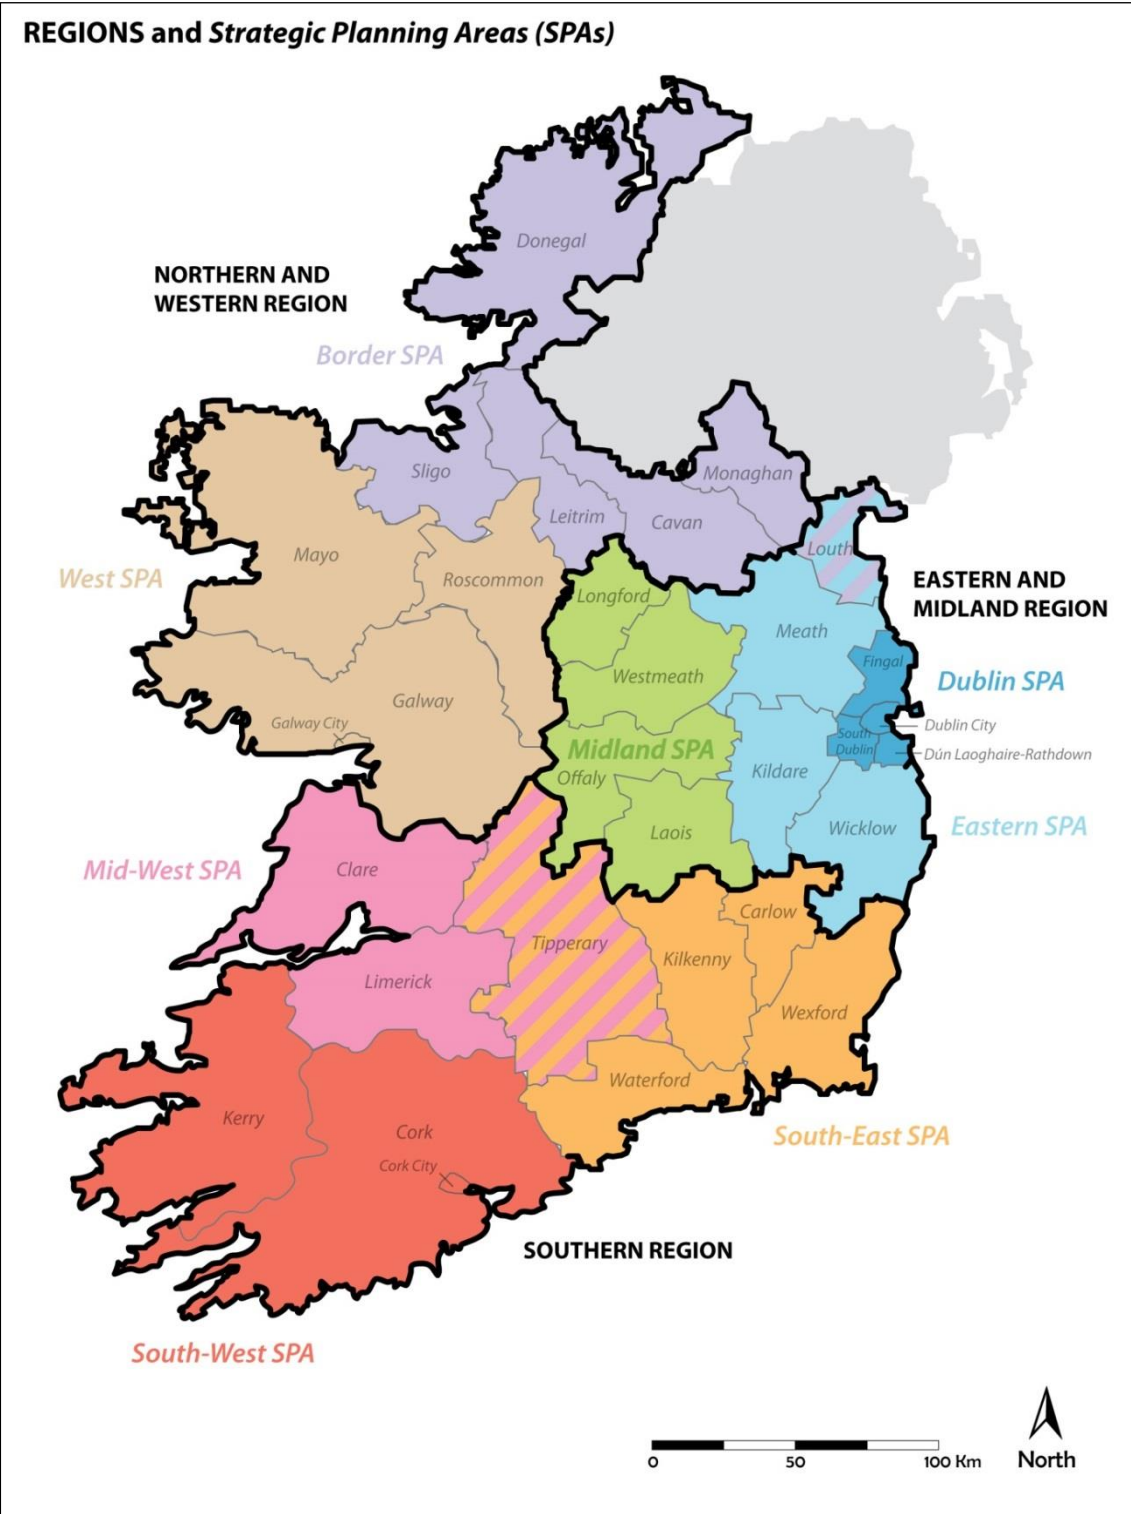 REGIONS and Strategic Planning Areas (SPAs)
Donegal
NORTHERN AND
WESTERN REGION
Border SPA
Sligo
Monaghan
Leitrim
Cavan
Mayo
Louth
West SPA
Roscommon
EASTERN AND
MIDLAND REGION
Longford
Meath
Fingal
Westmeath
Dublin SPA
Galway
Galway City
Dublin City
South
Dublin
Dún Laoghaire-Rathdown
Midland SPA
Offaly
Kildare
Laois
Wicklow
Eastern SPA
Mid-West SPA
Clare
Carlow
Tipperary
Kilkenny
Limerick
Wexford
Waterford
Kerry
Cork
Cork City
South-East SPA
SOUTHERN REGION
South-West SPA
0 50 100 Km
North